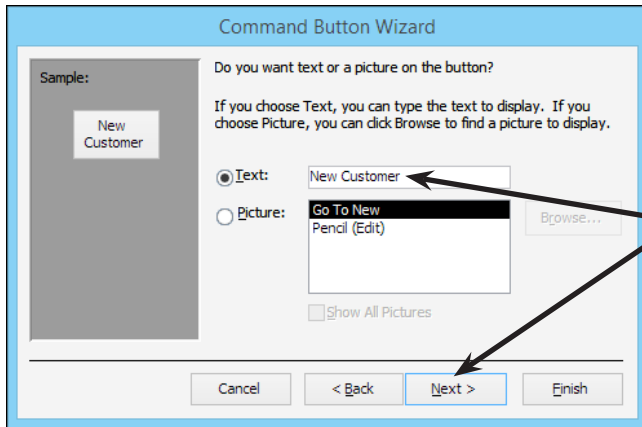 Command Button Wizard
Sample:
New
Customer
Do you want text or a picture on the button?
If you choose Text, you can type the text to display. If you
choose Picture, you can click Browse to find a picture to display.
Text:
New Customer
Picture:
Go To New
Pencil (Edit)
Browse...
Show All Pictures
Cancel
< Back
Next >
Finish